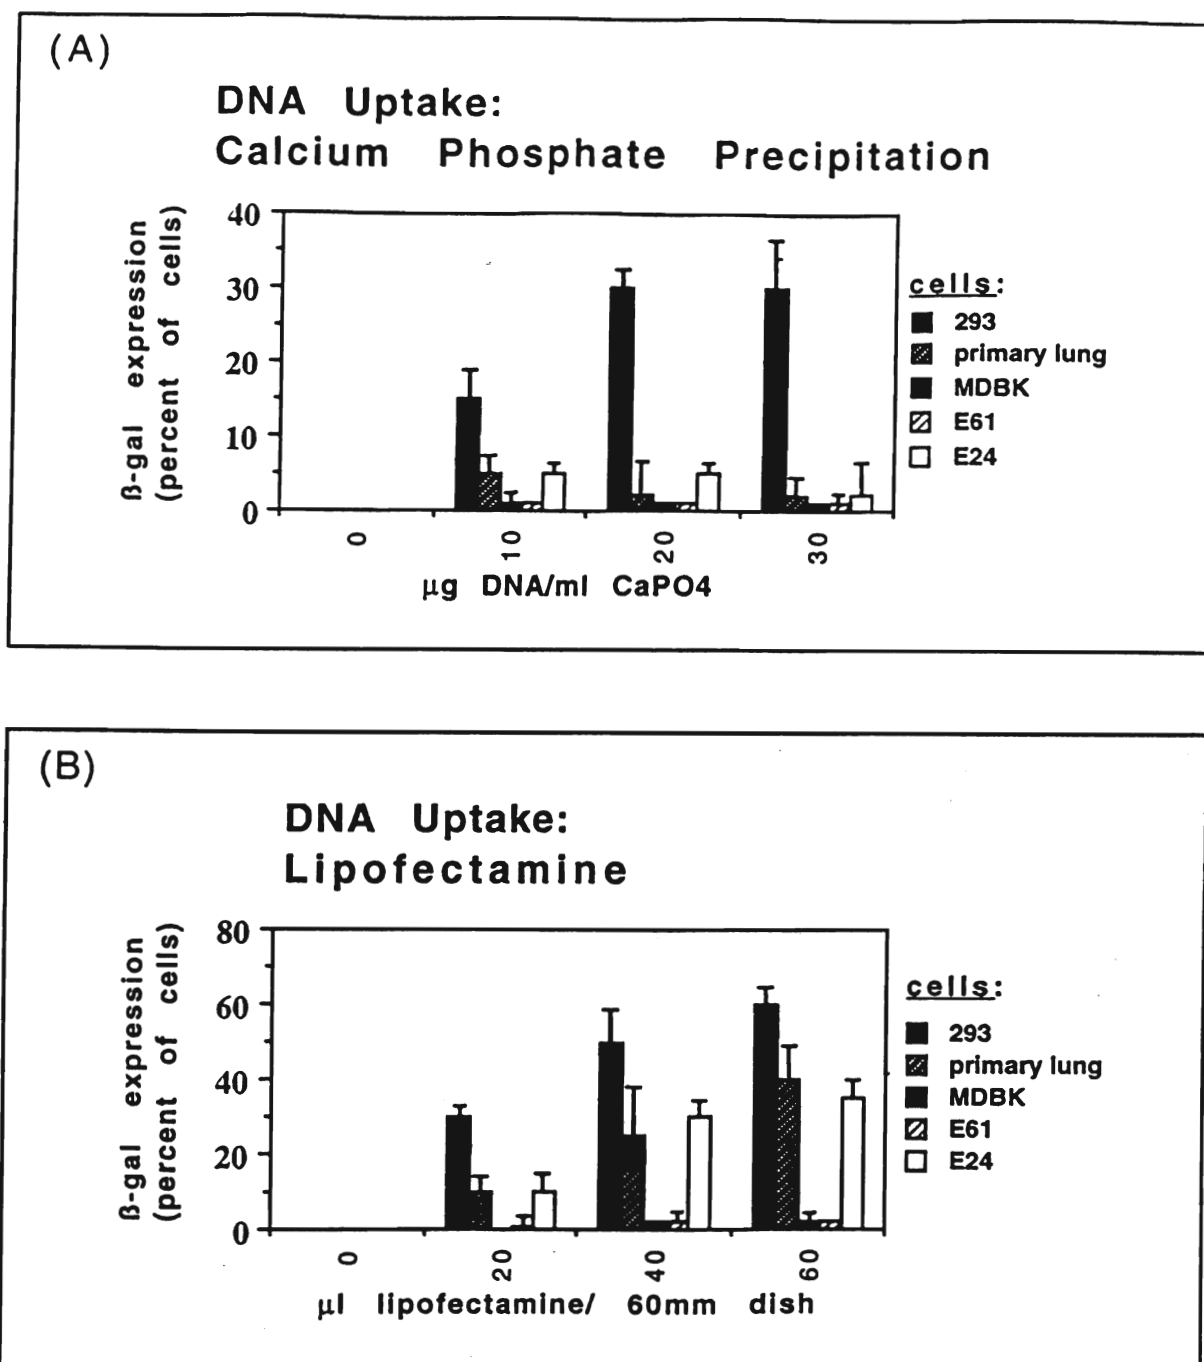 (A)
DNA Uptake:
Calcium Phosphate Precipitation
ß-gal expression
(percent of cells)
40
30
20
10
0
0
10
20
30
µg DNA/ml CaPO4
cells:
293
primary lung
MDBK
E61
E24
(B)
DNA Uptake:
Lipofectamine
ß-gal expression
(percent of cells)
80
60
40
20
0
0
20
40
60
µl lipofectamine/ 60mm dish
cells:
293
primary lung
MDBK
E61
E24